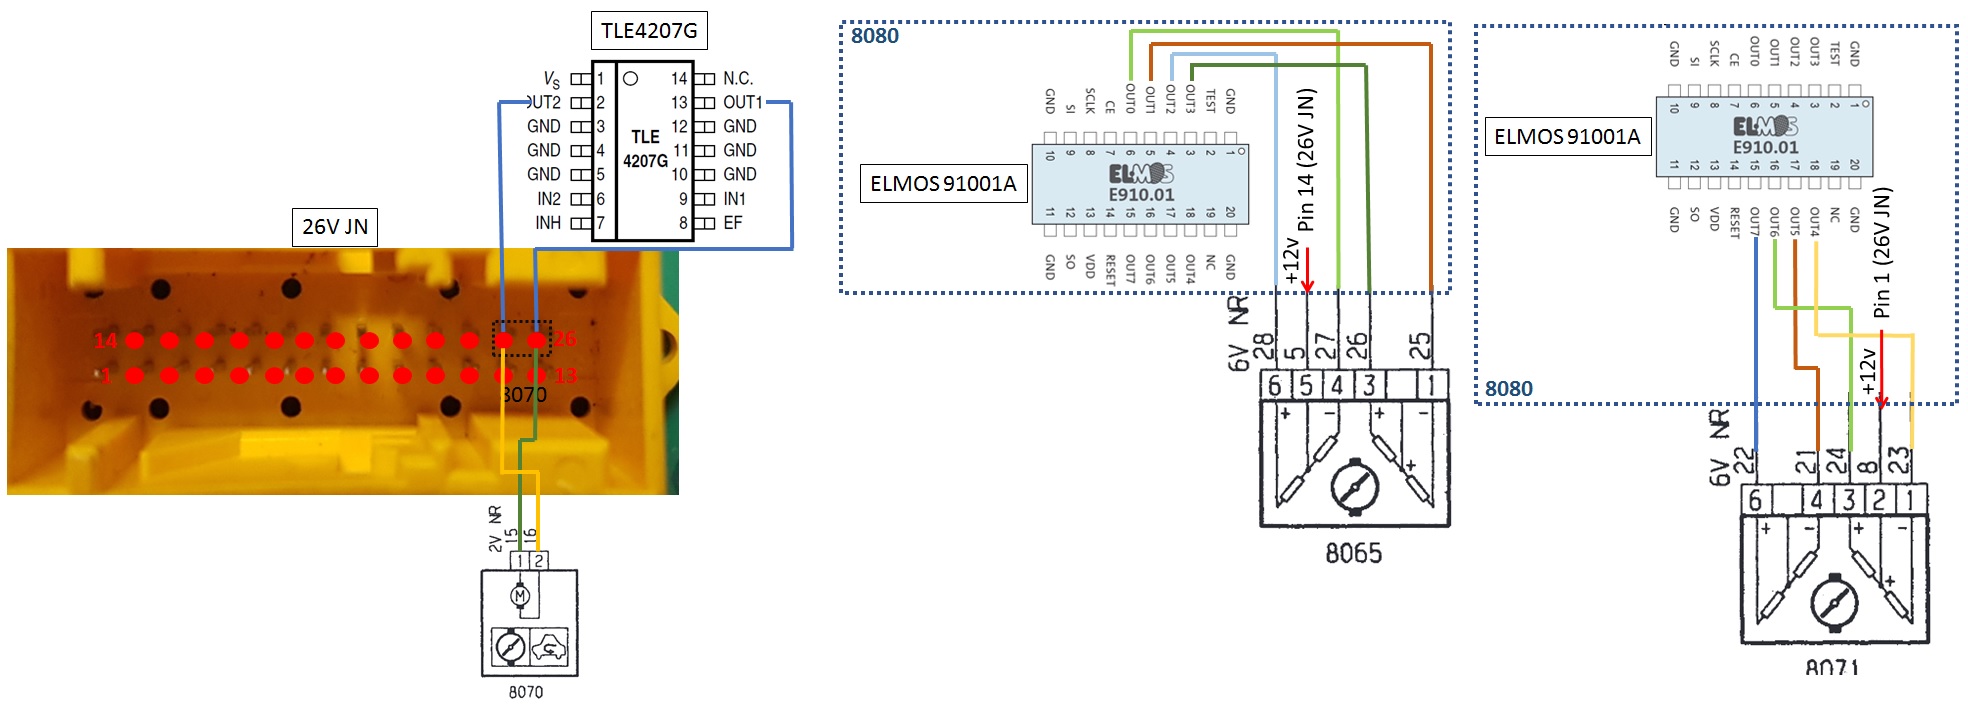 TLE4207G
VS 1 14 N.C.
OUT2 2 13 OUT1
GND 3 12 GND
GND 4 TLE 11 GND
GND 5 4207G 10 GND
IN2 6 9 IN1
INH 7 8 EF
26V JN
14 26
1 13
8070
2V NR
15 16
1 2
M
8070
8080
GND SI SCLK CE OUT0 OUT1 OUT2 OUT3 TEST GND
10 9 8 7 6 5 4 3 2 1
ELMOS
E910.01
11 12 13 14 15 16 17 18 19 20
GND SO VDD RESET OUT7 OUT6 OUT5 OUT4 NC GND
ELMOS 91001A
+12v
Pin 14 (26V JN)
6V NR
28 5 27 26 25
6 5 4 3 1
+ - + -
+
8065
GND SI SCLK CE OUT0 OUT1 OUT2 OUT3 TEST GND
10 9 8 7 6 5 4 3 2 1
ELMOS
E910.01
11 12 13 14 15 16 17 18 19 20
GND SO VDD RESET OUT7 OUT6 OUT5 OUT4 NC GND
ELMOS 91001A
Pin 1 (26V JN)
+12v
8080
6V NR
22 21 24 8 23
6 4 3 2 1
+ - + -
+
8071